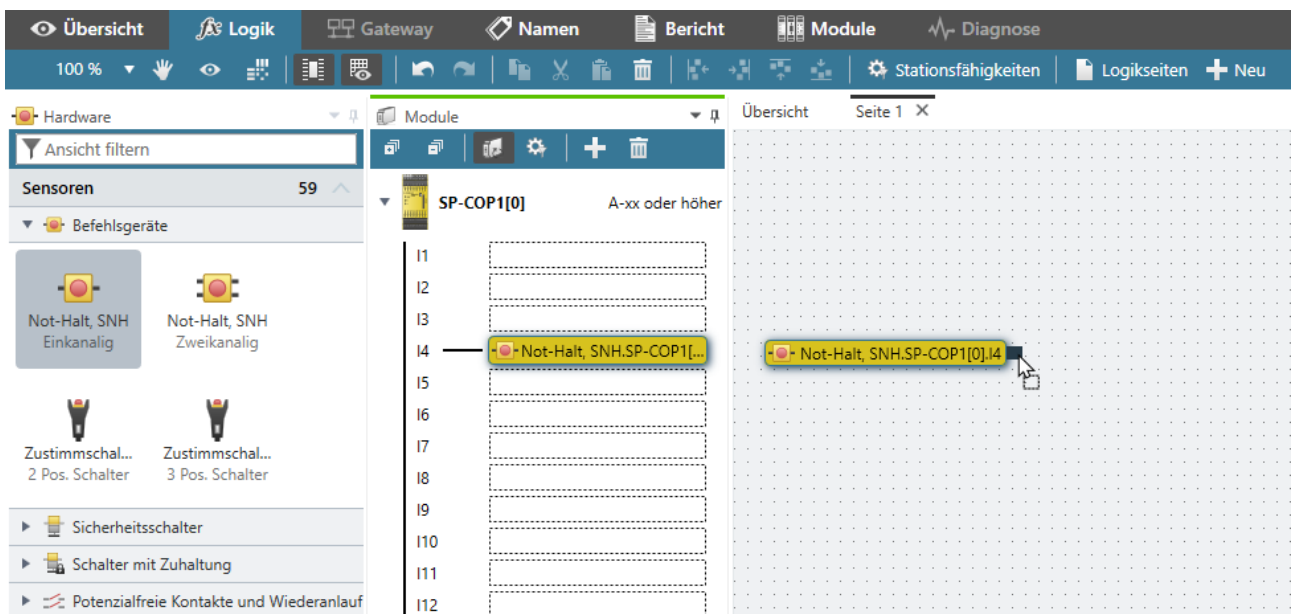 Übersicht Logik Gateway Namen Bericht Module Diagnose
100 % Stationsfähigkeiten Logikseiten Neu
Hardware
Ansicht filtern
Sensoren 59
Befehlsgeräte
Not-Halt, SNH
Einkanalig
Not-Halt, SNH
Zweikanalig
Zustimmschal...
2 Pos. Schalter
Zustimmschal...
3 Pos. Schalter
Sicherheitsschalter
Schalter mit Zuhaltung
Potenzialfreie Kontakte und Wiederanlauf
Module
SP-COP1[0] A-xx oder höher
I1
I2
I3
I4 Not-Halt, SNH.SP-COP1[...
I5
I6
I7
I8
I9
I10
I11
I12
Übersicht Seite 1
Not-Halt, SNH.SP-COP1[0].I4